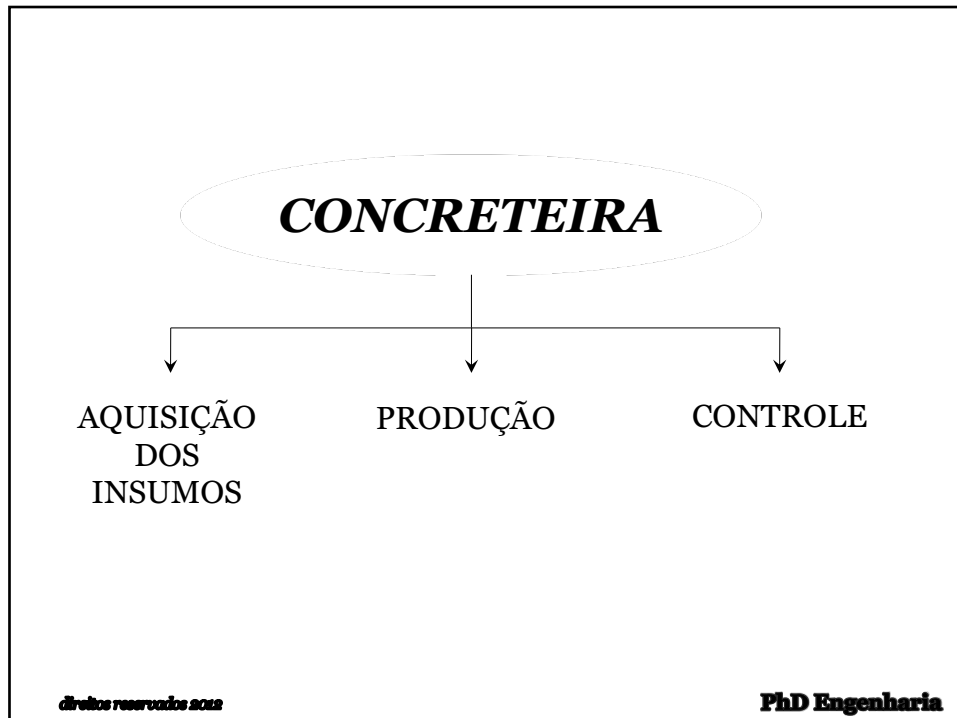 CONCRETEIRA
AQUISIÇÃO
DOS
INSUMOS
PRODUÇÃO
CONTROLE
direitos reservados 2012
PhD Engenharia